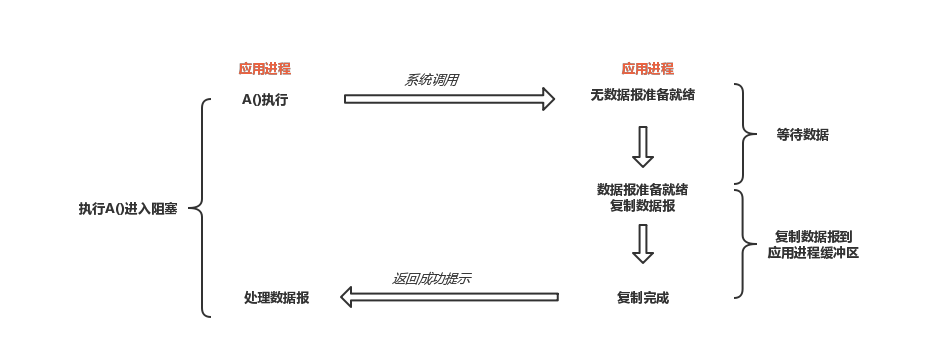 应用进程
应用进程
系统调用
A()执行
无数据报准备就绪
等待数据
数据报准备就绪
复制数据报
执行A()进入阻塞
复制数据报到
应用进程缓冲区
返回成功提示
处理数据报
复制完成